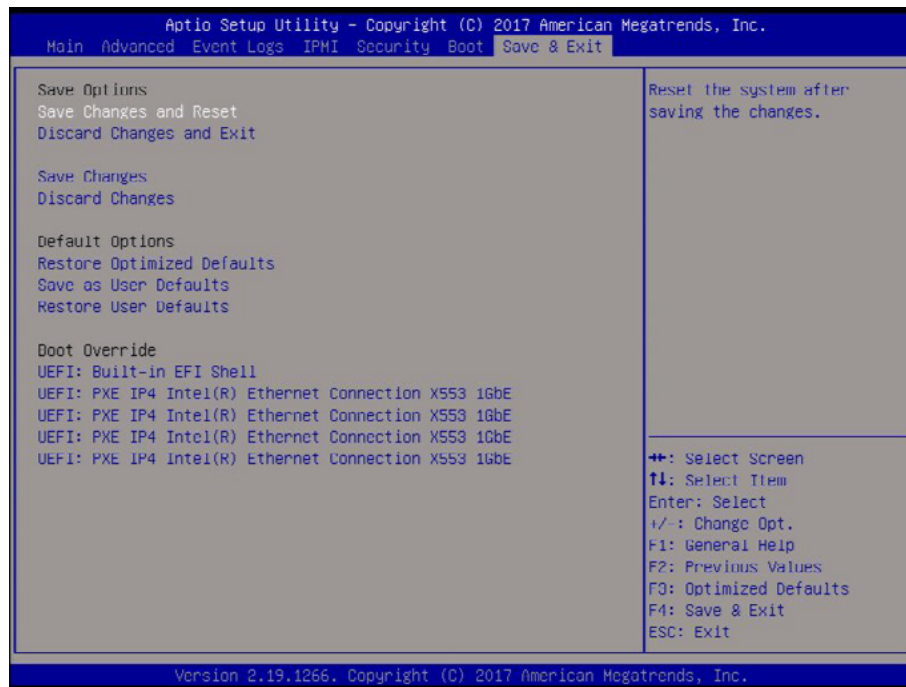 Aptio Setup Utility – Copyright (C) 2017 American Megatrends, Inc.
Main Advanced Event Logs IPMI Security Boot Save & Exit
Save Options
Save Changes and Reset
Discard Changes and Exit
Save Changes
Discard Changes
Default Options
Restore Optimized Defaults
Save as User Defaults
Restore User Defaults
Boot Override
UEFI: Built-in EFI Shell
UEFI: PXE IP4 Intel(R) Ethernet Connection X553 1GbE
UEFI: PXE IP4 Intel(R) Ethernet Connection X553 1GbE
UEFI: PXE IP4 Intel(R) Ethernet Connection X553 1GbE
UEFI: PXE IP4 Intel(R) Ethernet Connection X553 1GbE
Reset the system after
saving the changes.
→←: Select Screen
↑↓: Select Item
Enter: Select
+/-: Change Opt.
F1: General Help
F2: Previous Values
F3: Optimized Defaults
F4: Save & Exit
ESC: Exit
Version 2.19.1266. Copyright (C) 2017 American Megatrends, Inc.